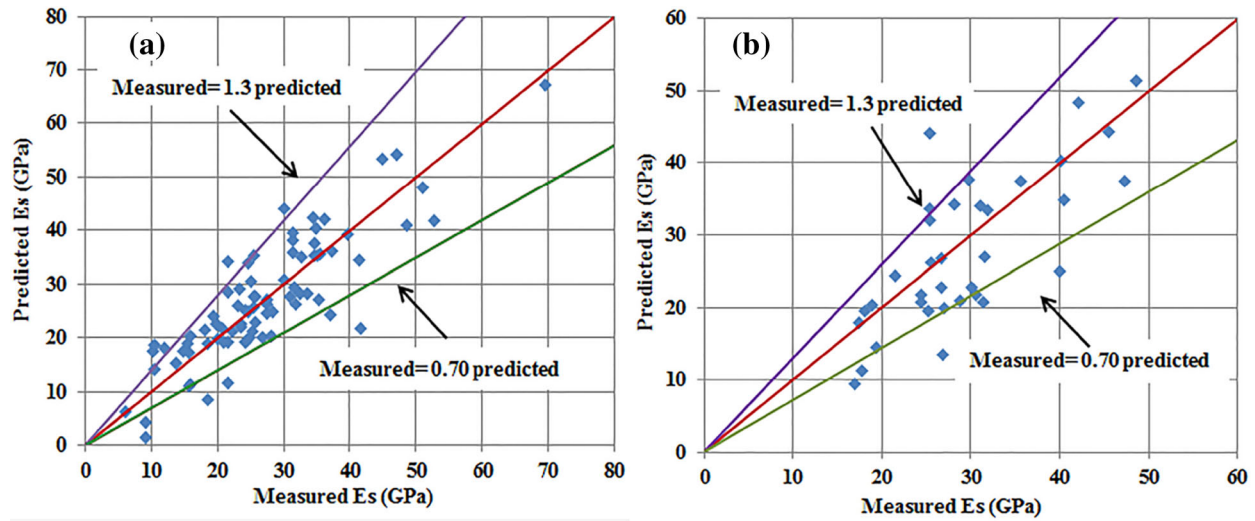 (a)
Measured=1.3 predicted
Measured=0.70 predicted
Predicted Es (GPa)
80
70
60
50
40
30
20
10
0
0 10 20 30 40 50 60 70 80
Measured Es (GPa)
(b)
Measured=1.3 predicted
Measured=0.70 predicted
Predicted Es (GPa)
60
50
40
30
20
10
0
0 10 20 30 40 50 60
Measured Es (GPa)